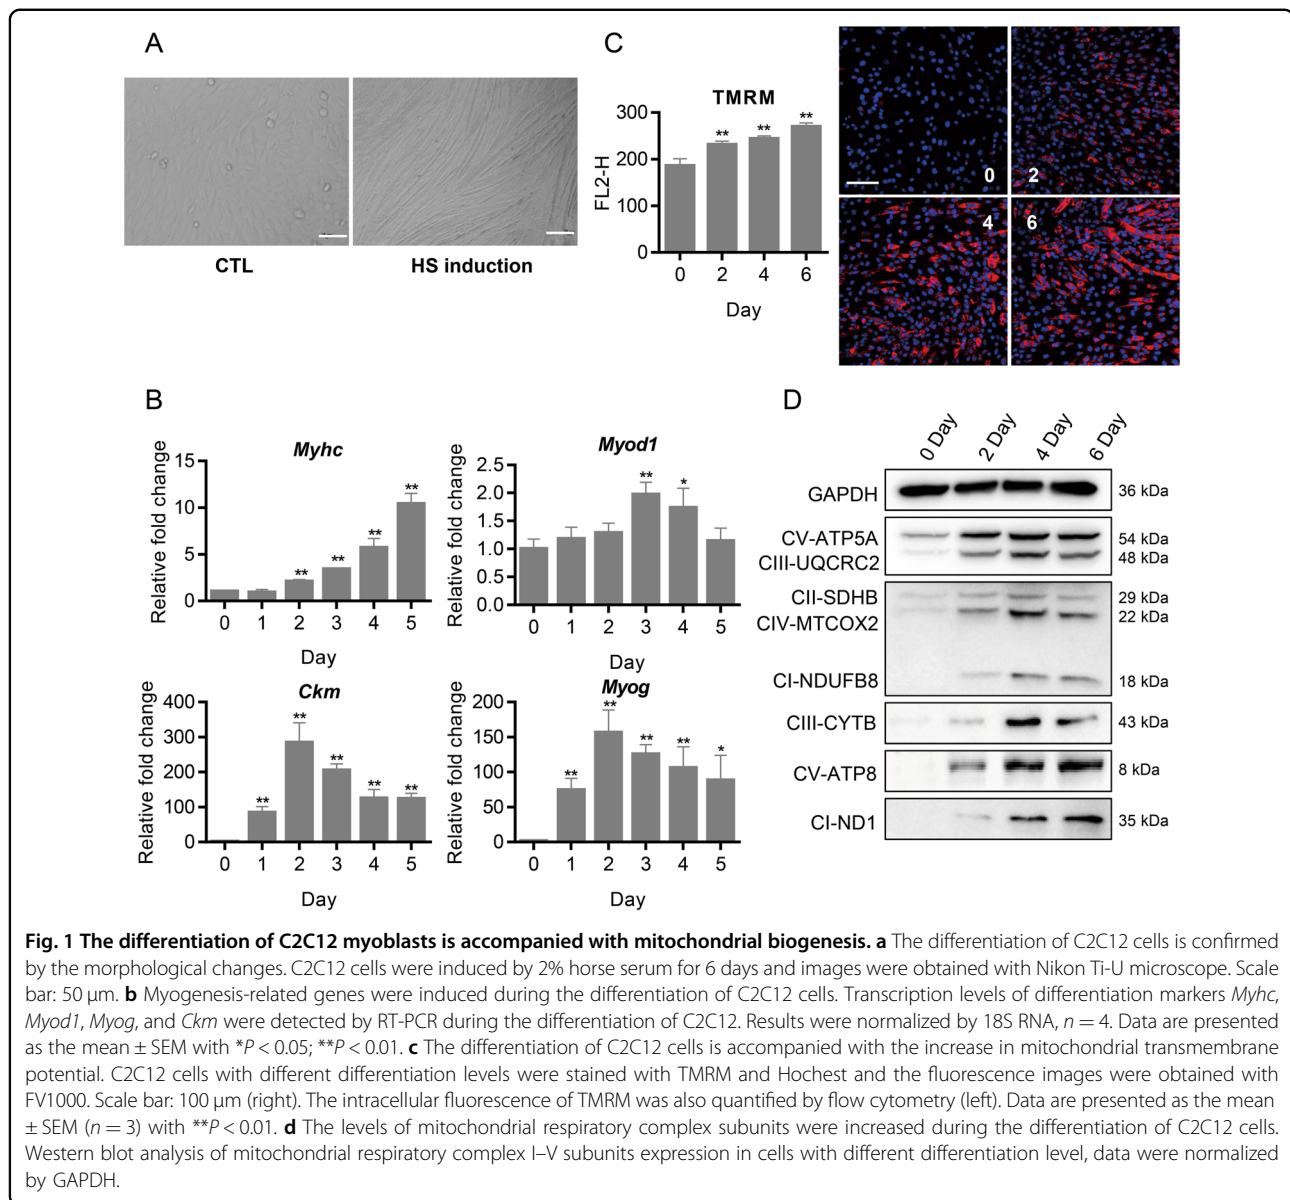 A
CTL
HS induction
C
TMRM
FL2-H
300
200
100
0
0 2 4 6
Day
0
2
4
6
B
Myhc
Relative fold change
15
10
5
0
** ** ** **
0 1 2 3 4 5
Day
Myod1
Relative fold change
2.5
2.0
1.5
1.0
0.5
0.0
** *
0 1 2 3 4 5
Day
Ckm
Relative fold change
400
300
200
100
0
** ** ** ** **
0 1 2 3 4 5
Day
Myog
Relative fold change
200
150
100
50
0
** ** ** ** *
0 1 2 3 4 5
Day
** ** **
D
0 Day 2 Day 4 Day 6 Day
GAPDH 36 kDa
CV-ATP5A 54 kDa
CIII-UQCRC2 48 kDa
CII-SDHB 29 kDa
CIV-MTCOX2 22 kDa
CI-NDUFB8 18 kDa
CIII-CYTB 43 kDa
CV-ATP8 8 kDa
CI-ND1 35 kDa
Fig. 1 The differentiation of C2C12 myoblasts is accompanied with mitochondrial biogenesis. a The differentiation of C2C12 cells is confirmed
by the morphological changes. C2C12 cells were induced by 2% horse serum for 6 days and images were obtained with Nikon Ti-U microscope. Scale
bar: 50 µm. b Myogenesis-related genes were induced during the differentiation of C2C12 cells. Transcription levels of differentiation markers Myhc,
Myod1, Myog, and Ckm were detected by RT-PCR during the differentiation of C2C12. Results were normalized by 18S RNA, n = 4. Data are presented
as the mean ± SEM with *P < 0.05; **P < 0.01. c The differentiation of C2C12 cells is accompanied with the increase in mitochondrial transmembrane
potential. C2C12 cells with different differentiation levels were stained with TMRM and Hochest and the fluorescence images were obtained with
FV1000. Scale bar: 100 µm (right). The intracellular fluorescence of TMRM was also quantified by flow cytometry (left). Data are presented as the mean
± SEM (n = 3) with **P < 0.01. d The levels of mitochondrial respiratory complex subunits were increased during the differentiation of C2C12 cells.
Western blot analysis of mitochondrial respiratory complex I–V subunits expression in cells with different differentiation level, data were normalized
by GAPDH.